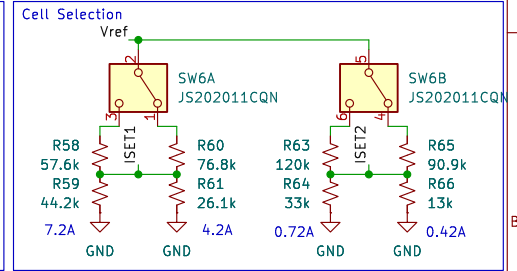 Cell Selection
Vref
2
SW6A
JS202011CQN
3
1
5
SW6B
JS202011CQN
6
4
ISET1
ISET2
R58
57.6k
R60
76.8k
R63
120k
R65
90.9k
R59
44.2k
R61
26.1k
R64
33k
R66
13k
7.2A
4.2A
0.72A
0.42A
GND
GND
GND
GND
B